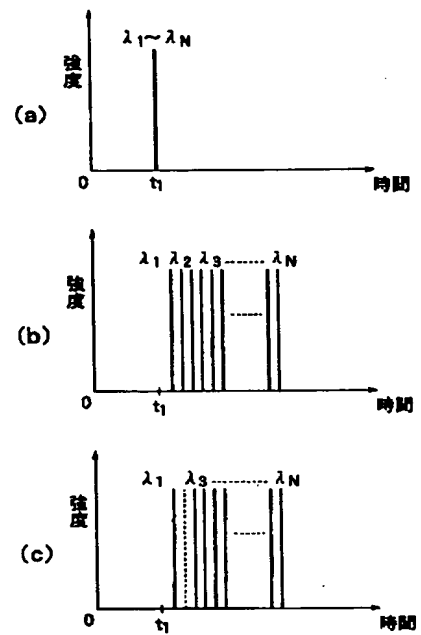 (a)
強度
λ1～λN
0
t1
時間
(b)
強度
λ1 λ2 λ3 --------- λN
------
0
t1
時間
(c)
強度
λ1 λ3 ------------ λN
------
0
t1
時間